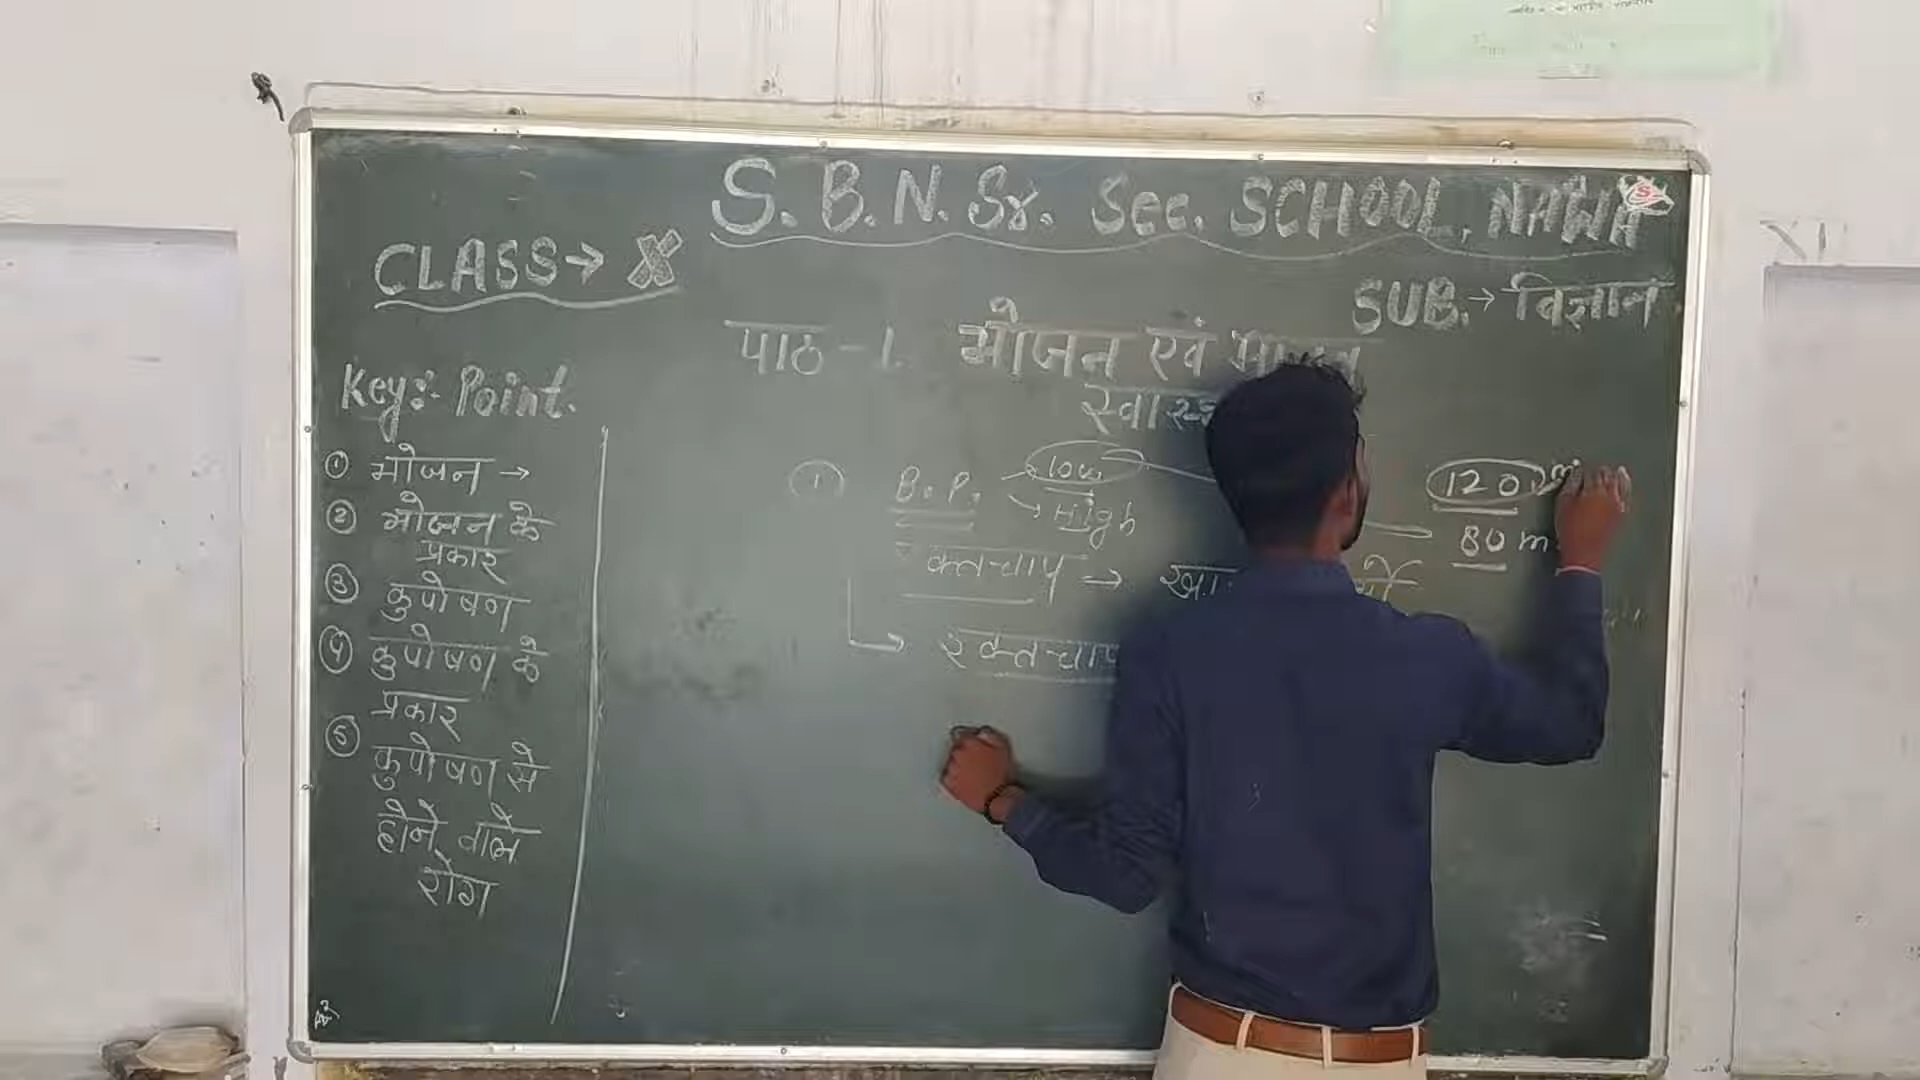 S. B. N. Sr. Sec. SCHOOL, NAWA
CLASS → X
SUB. → विज्ञान
पाठ - 1. भोजन एवं
Key:- Point.
① भोजन →
② भोजन के
प्रकार
③ कुपोषण
④ कुपोषण के
प्रकार
⑤ कुपोषण से
होने वाले
रोग
① B.P. → low
→ High
120
80 m
रक्त-चाप →
रक्त-चाप